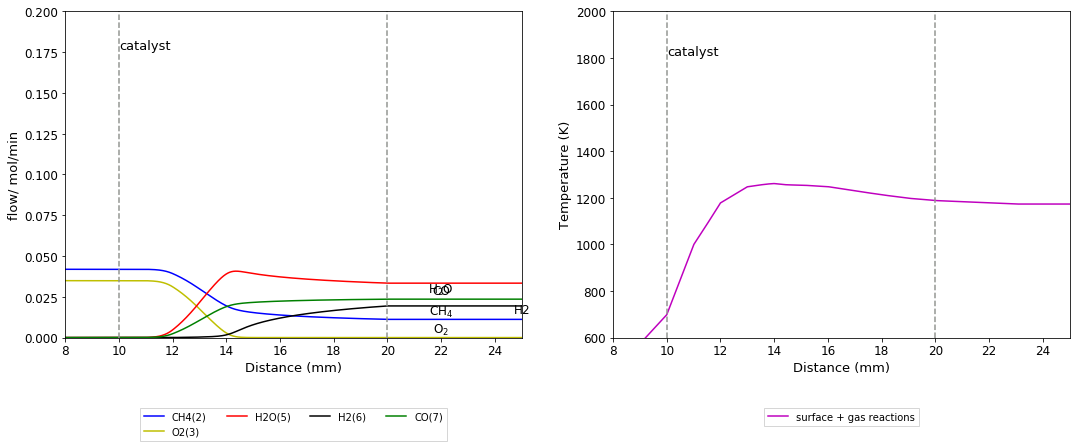 0.200
0.175
0.150
0.125
0.100
0.075
0.050
0.025
0.000
flow/ mol/min
catalyst
H₂O
CO
CH₄
H2
O₂
8 10 12 14 16 18 20 22 24
Distance (mm)
CH4(2) H2O(5) H2(6) CO(7)
O2(3)
2000
1800
1600
1400
1200
1000
800
600
Temperature (K)
catalyst
8 10 12 14 16 18 20 22 24
Distance (mm)
surface + gas reactions